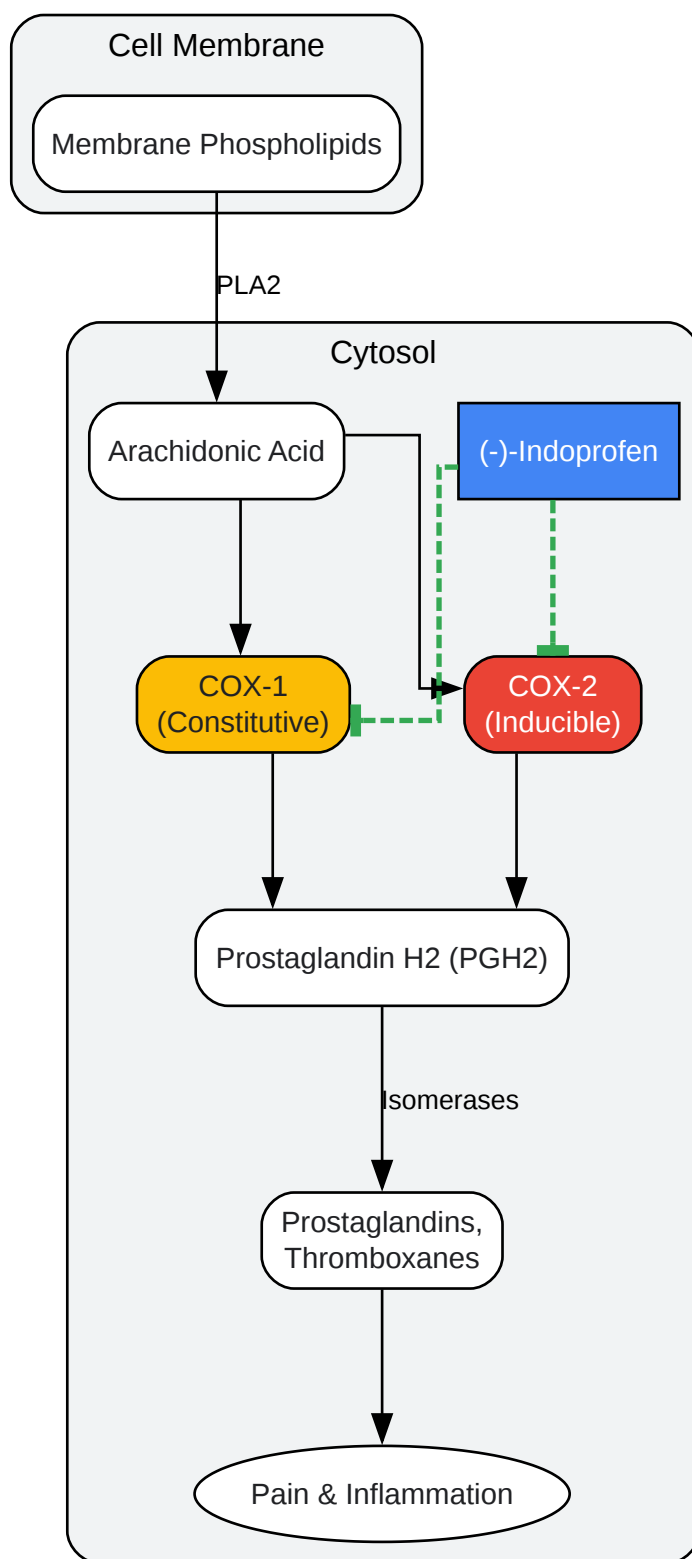 Cell Membrane
Membrane Phospholipids
PLA2
Cytosol
Arachidonic Acid
(-)-Indoprofen
COX-1
(Constitutive)
COX-2
(Inducible)
Prostaglandin H2 (PGH2)
Isomerases
Prostaglandins,
Thromboxanes
Pain & Inflammation